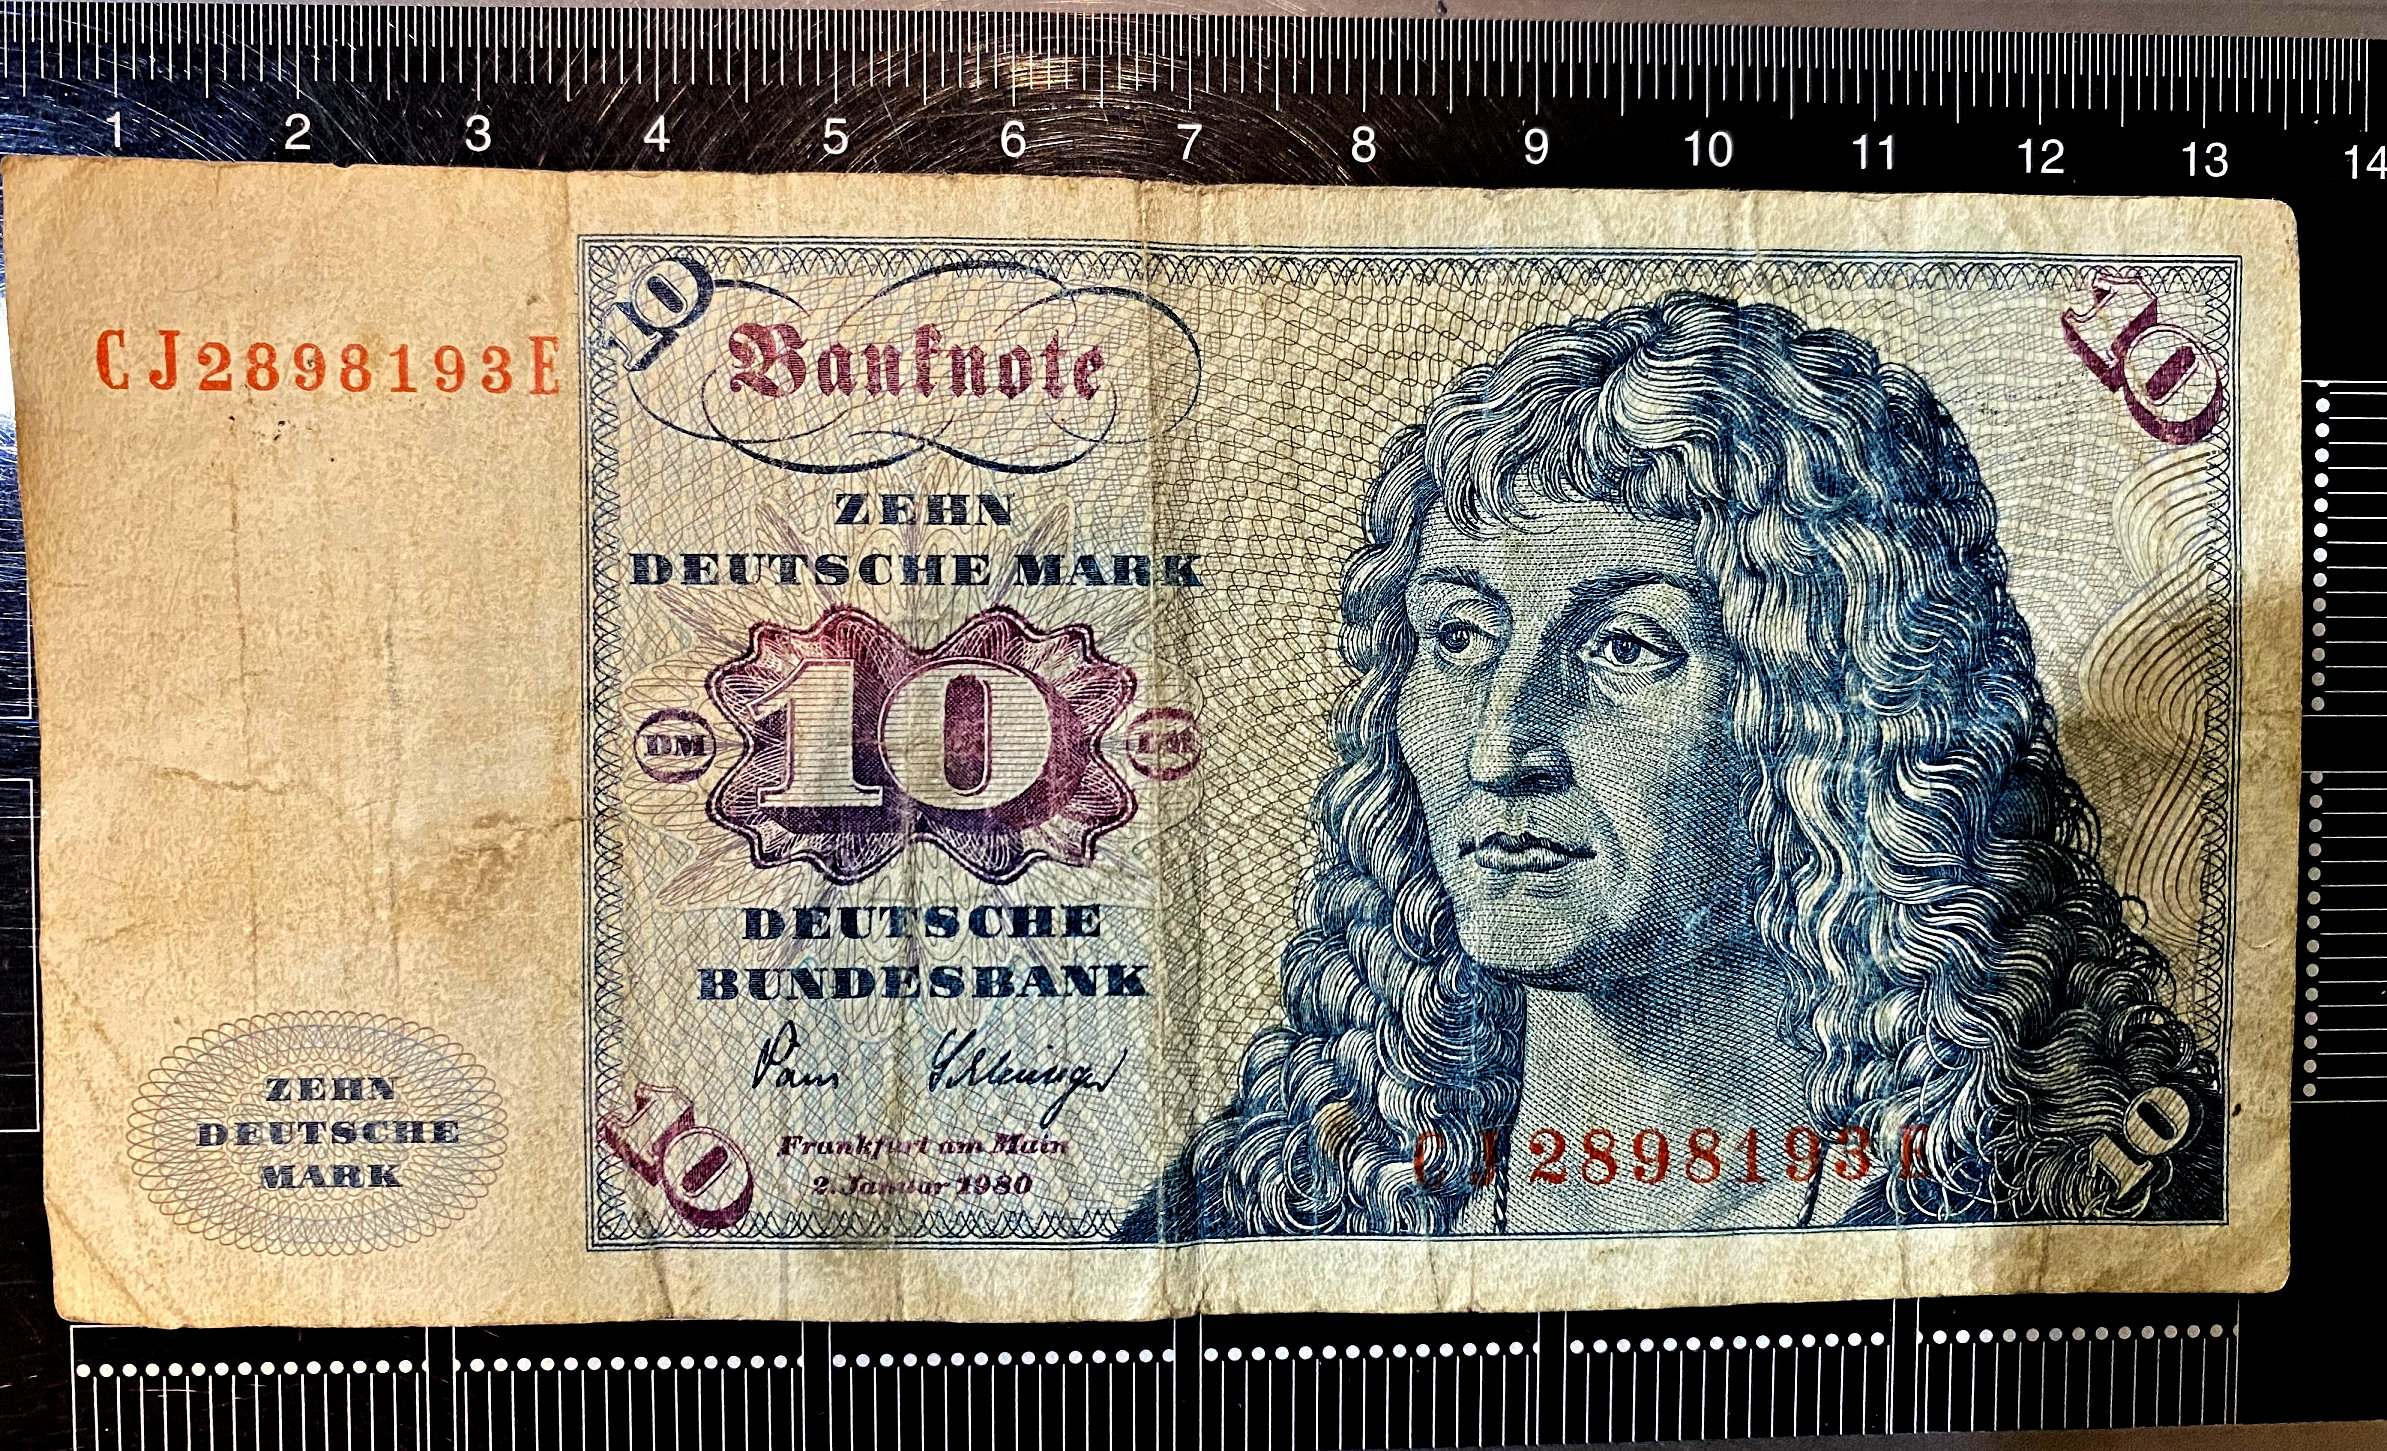 1 2 3 4 5 6 7 8 9 10 11 12 13 14
CJ2898193E
10
Banknote
10
ZEHN
DEUTSCHE MARK
DM
10
DM
DEUTSCHE
BUNDESBANK
ZEHN
DEUTSCHE
MARK
10
Frankfurt am Main
2. Januar 1980
CJ2898193E
10